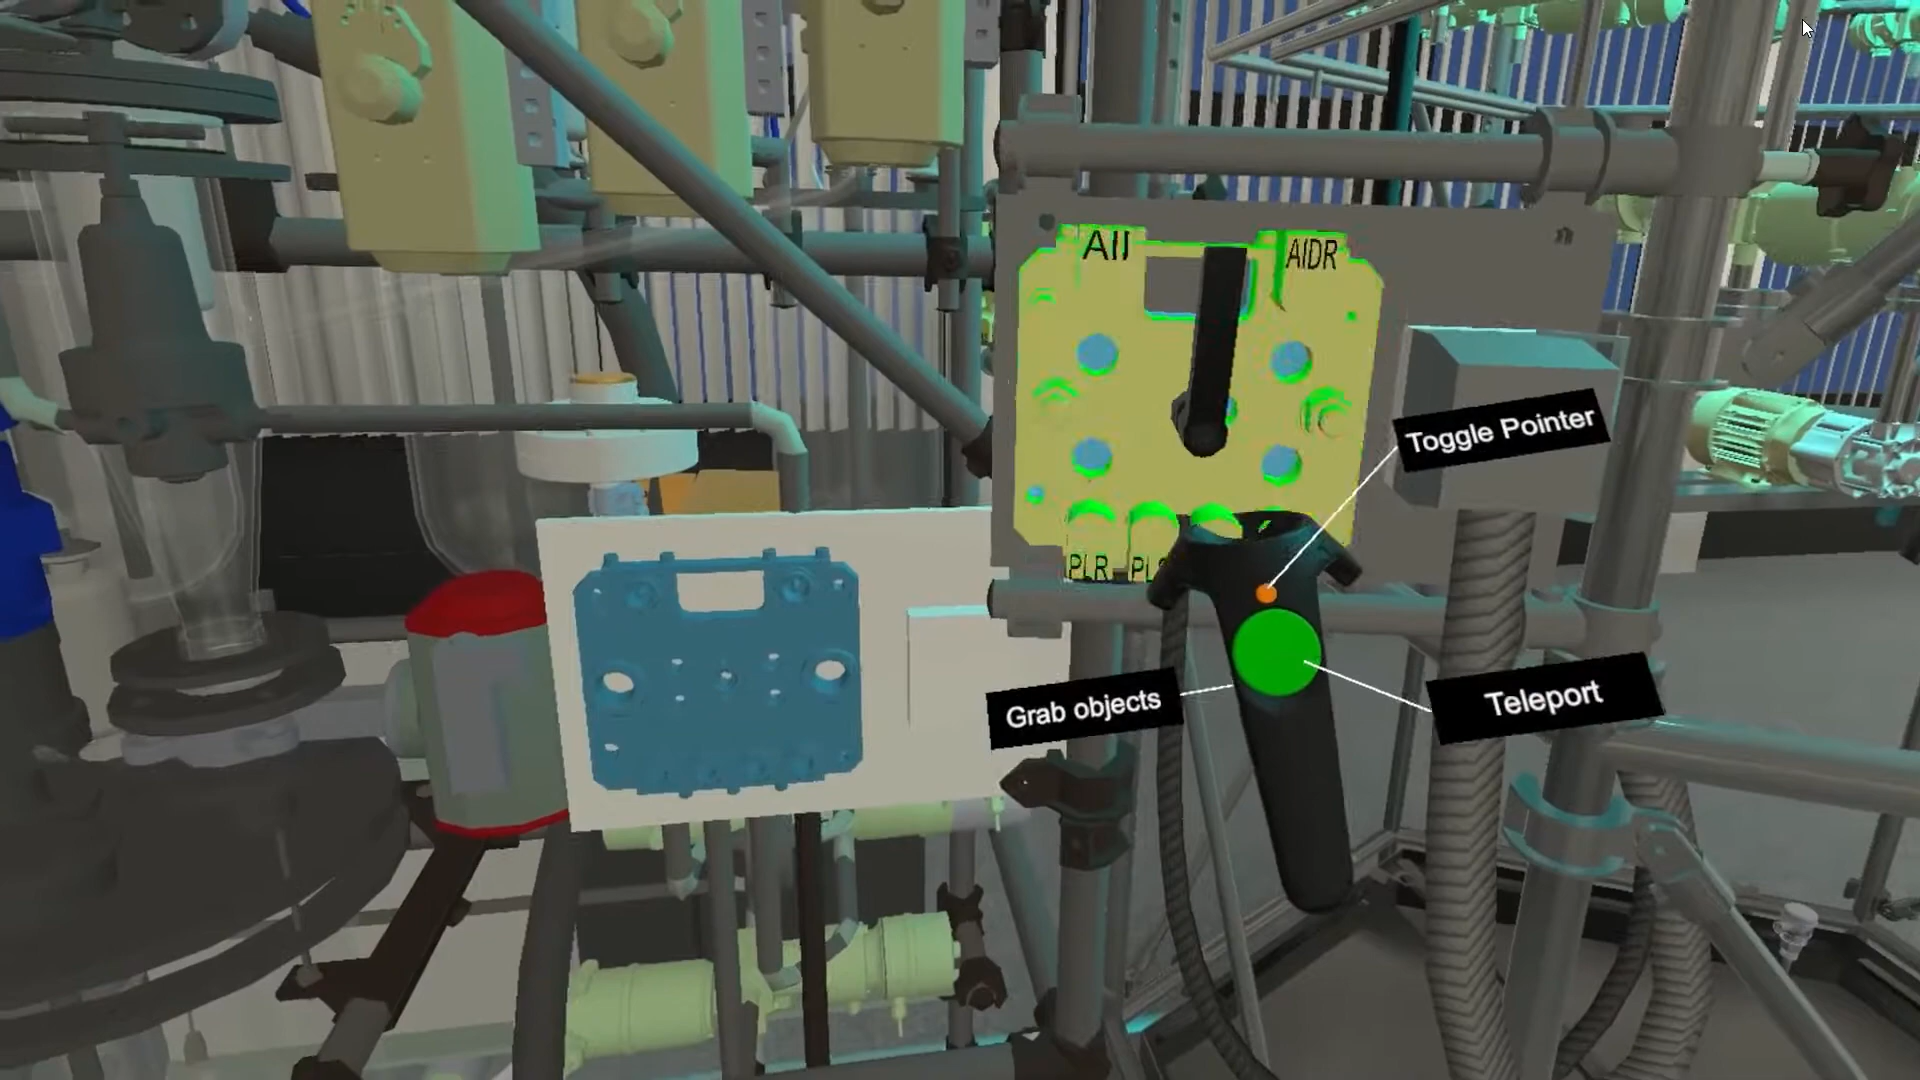 All
AIDR
Toggle Pointer
PLR
Grab objects
Teleport